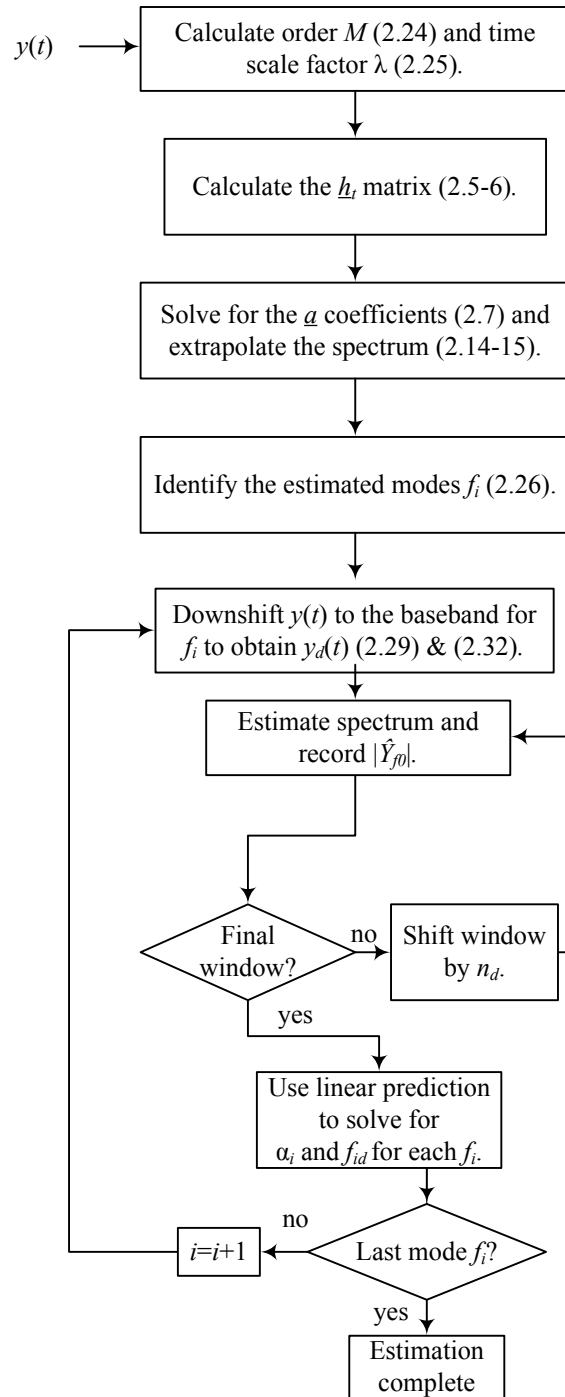 y(t)
Calculate order M (2.24) and time
scale factor λ (2.25).
Calculate the h_t matrix (2.5-6).
Solve for the a coefficients (2.7) and
extrapolate the spectrum (2.14-15).
Identify the estimated modes f_i (2.26).
Downshift y(t) to the baseband for
f_i to obtain y_d(t) (2.29) & (2.32).
Estimate spectrum and
record |Ŷ_f0|.
Final
window?
no
Shift window
by n_d.
yes
Use linear prediction
to solve for
α_i and f_id for each f_i.
no
i=i+1
Last mode f_i?
yes
Estimation
complete